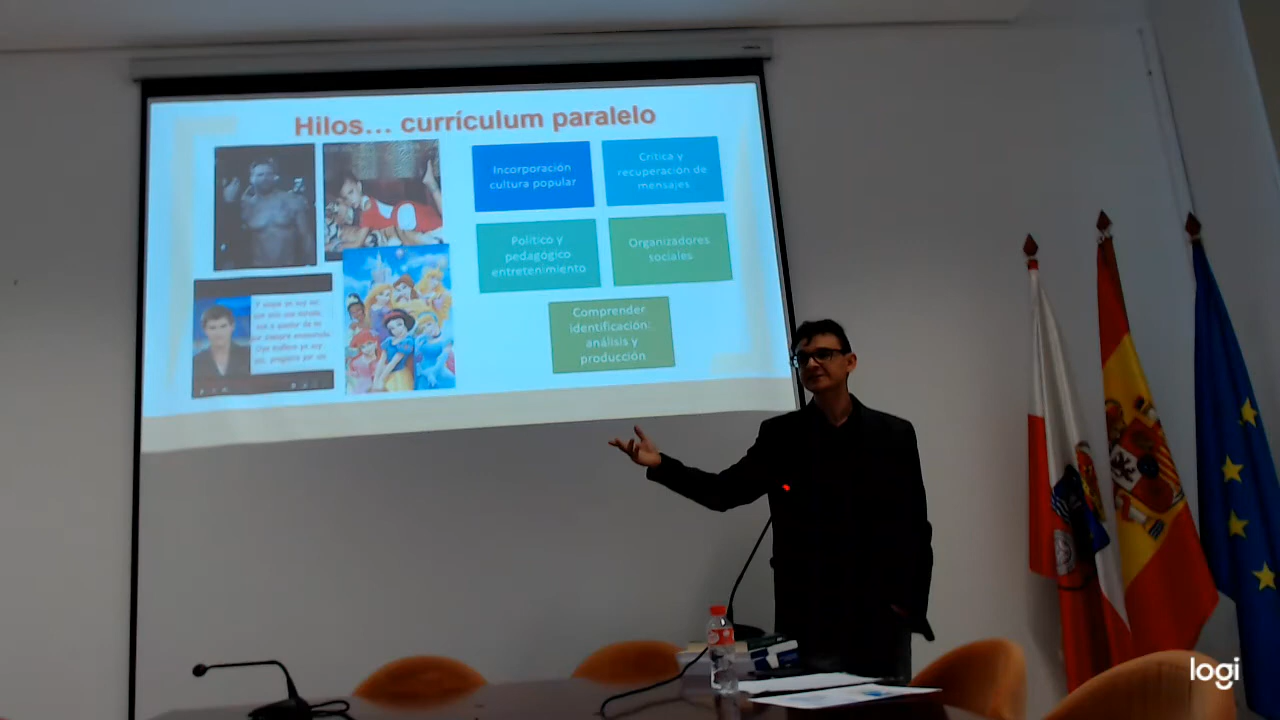 Hilos... currículum paralelo
Incorporación
cultura popular
Crítica y
recuperación de
mensajes
Político y
pedagógico
entretenimiento
Organizadores
sociales
Comprender
identificación:
análisis y
producción
logi